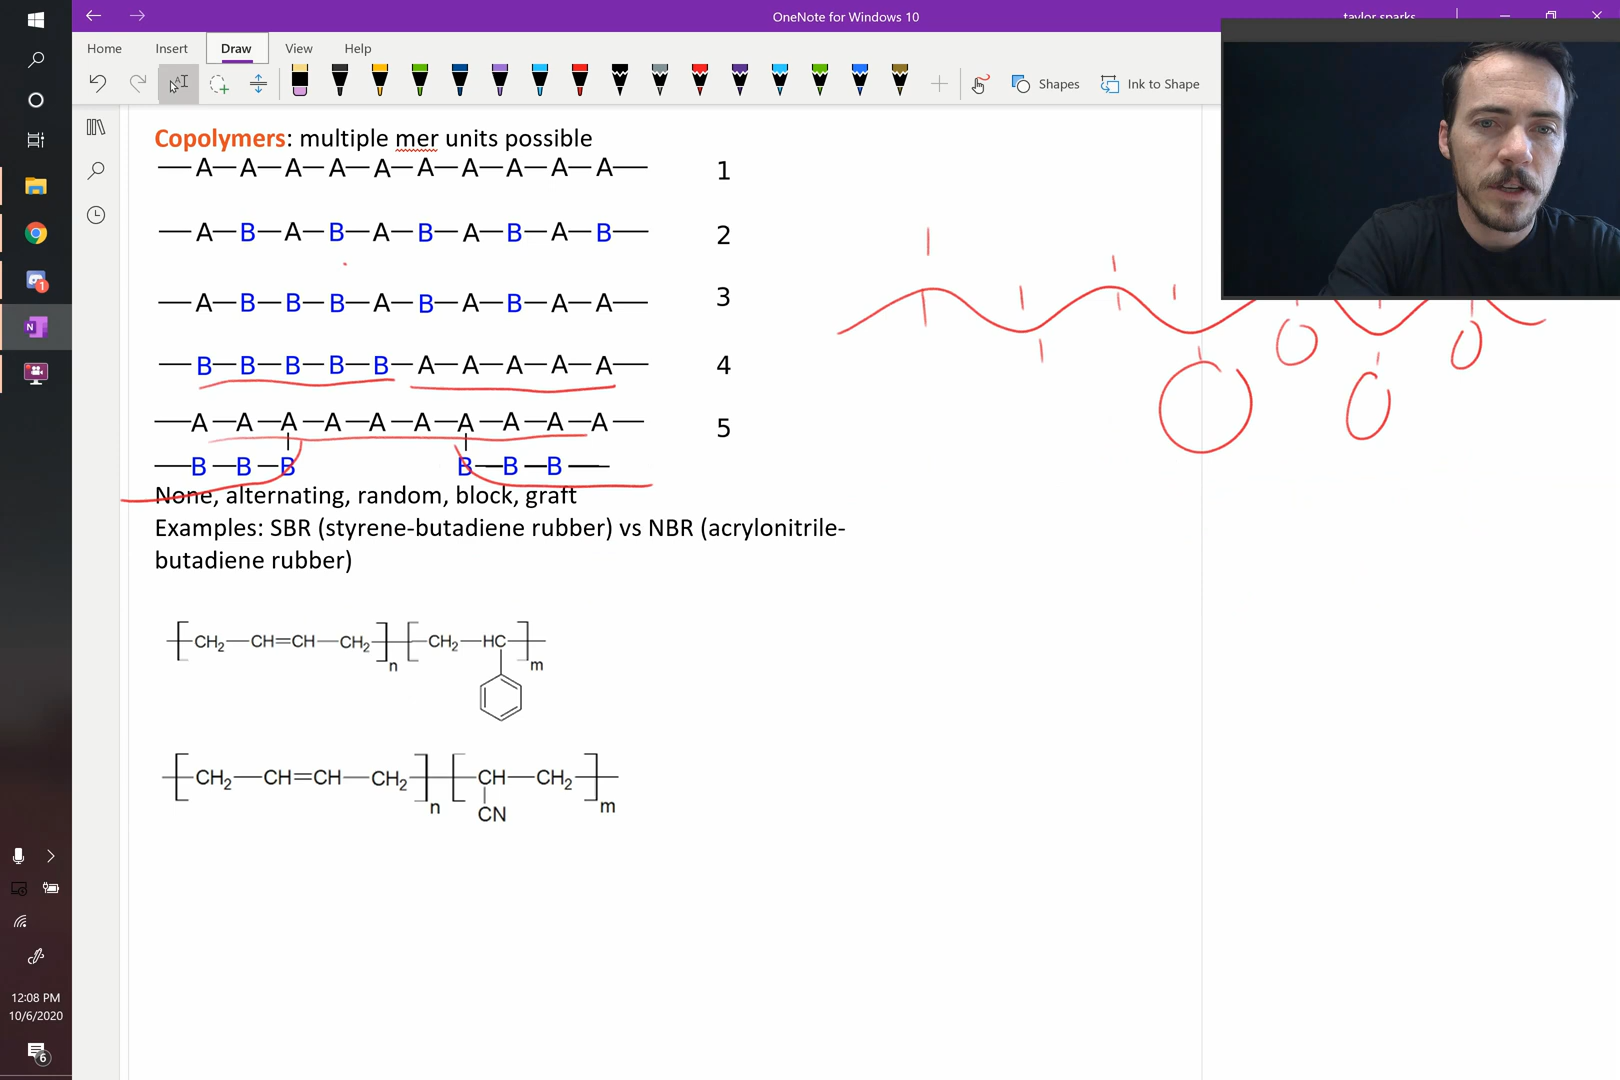 OneNote for Windows 10
taylor sparks
Home Insert Draw View Help
Shapes Ink to Shape
Copolymers: multiple mer units possible
—A—A—A—A—A—A—A—A—A—A— 1
—A—B—A—B—A—B—A—B—A—B— 2
—A—B—B—B—A—B—A—B—A—A— 3
—B—B—B—B—B—A—A—A—A—A— 4
—A—A—A—A—A—A—A—A—A—A— 5
—B—B—B B—B—B—
None, alternating, random, block, graft
Examples: SBR (styrene-butadiene rubber) vs NBR (acrylonitrile-
butadiene rubber)
CH2—CH=CH—CH2 n CH2—HC m
CH2—CH=CH—CH2 n CH—CH2 m
CN
12:08 PM
10/6/2020
6